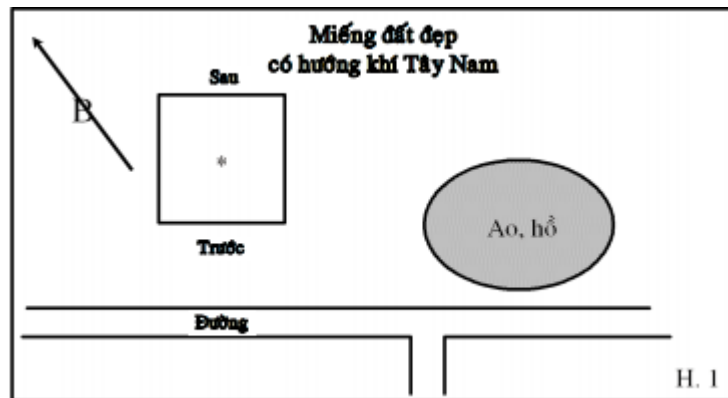 Miếng đất đẹp
có hướng khí Tây Nam
Sau
B
*
Ao, hồ
Trước
Đường
H. 1